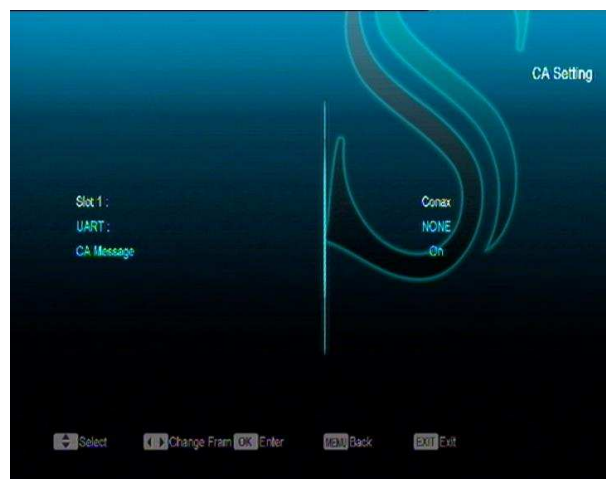 CA Setting
Slot 1 : Conax
UART : NONE
CA Message On
Select Change Fram OK Enter MENU Back EXIT Exit